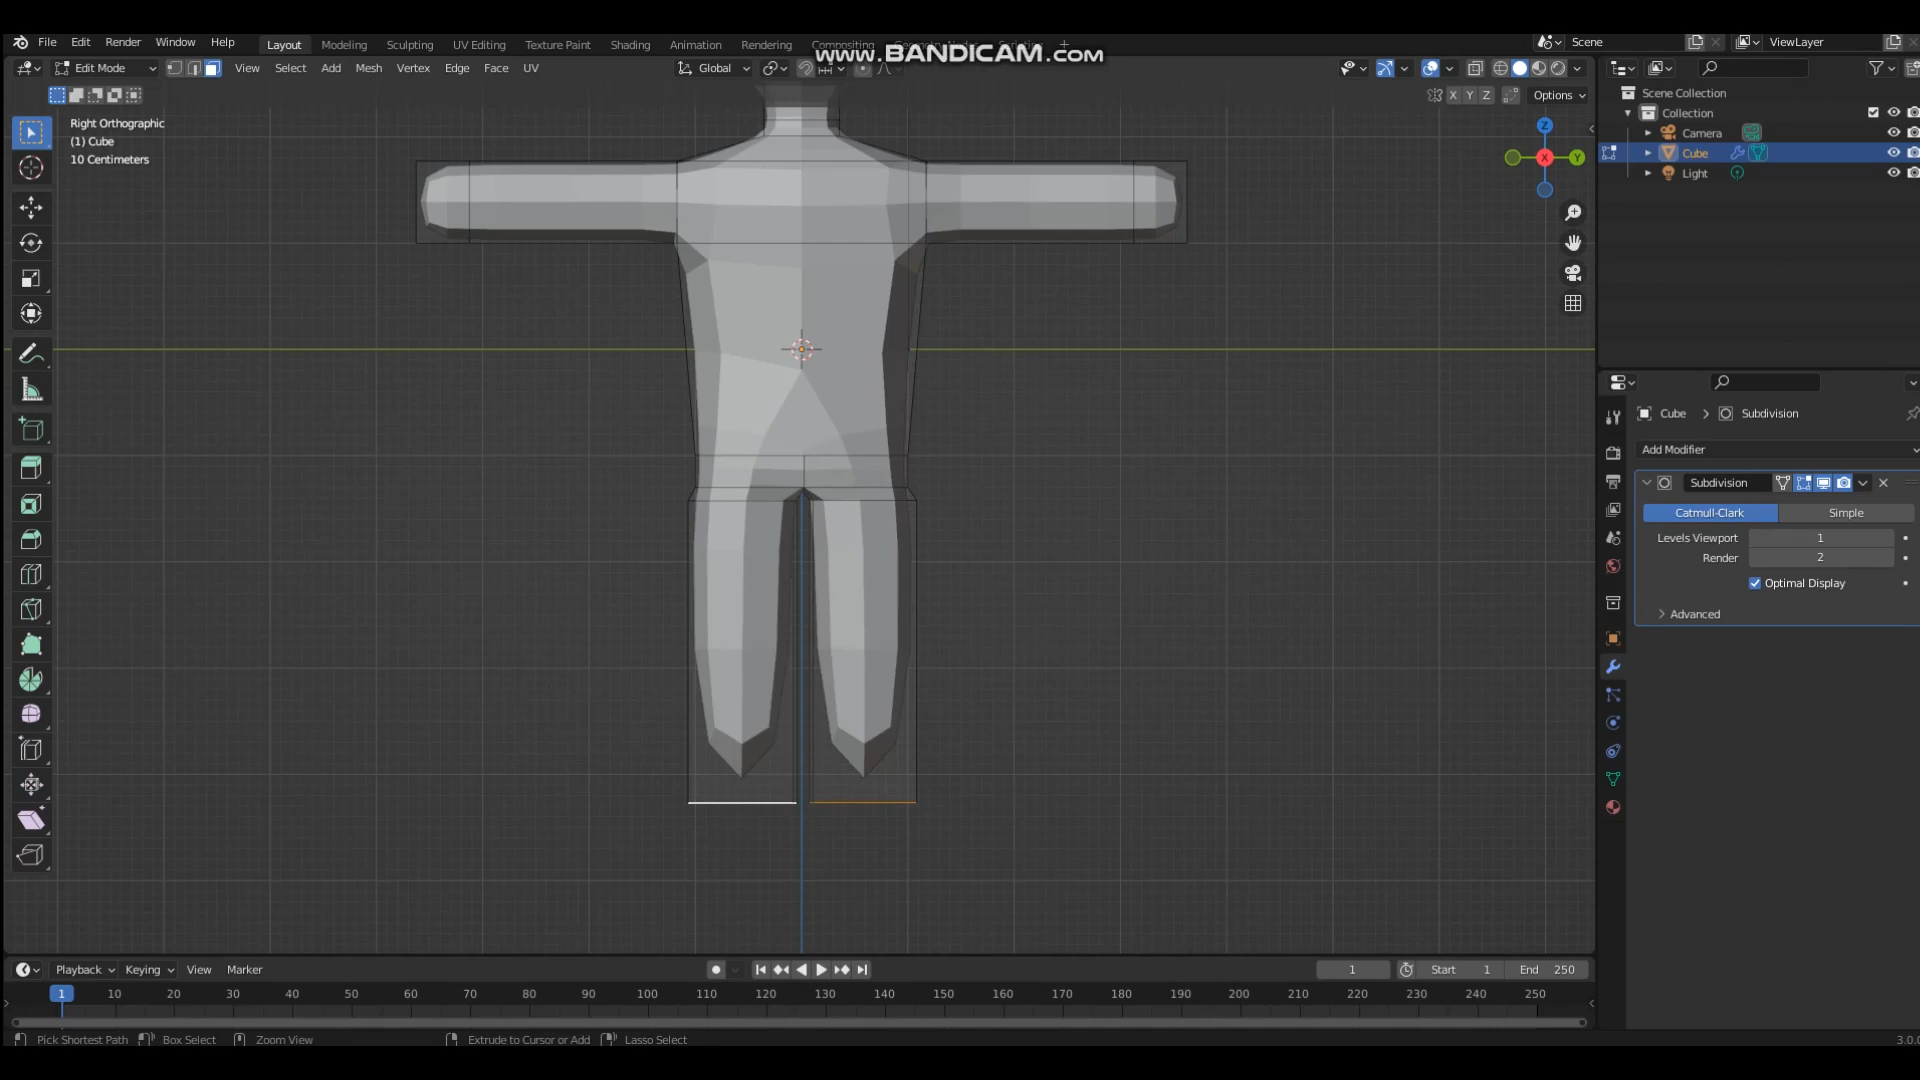 File Edit Render Window Help Layout Modeling Sculpting UV Editing Texture Paint Shading Animation Rendering Compositing
www.BANDICAM.com
Scene ViewLayer
Edit Mode View Select Add Mesh Vertex Edge Face UV Global
X Y Z Options
Right Orthographic
(1) Cube
10 Centimeters
Z
X
Y
Scene Collection
Collection
Camera
Cube
Light
Cube > Subdivision
Add Modifier
Subdivision
Catmull-Clark Simple
Levels Viewport 1
Render 2
Optimal Display
Advanced
Playback Keying View Marker 1 Start 1 End 250
1 10 20 30 40 50 60 70 80 90 100 110 120 130 140 150 160 170 180 190 200 210 220 230 240 250
Pick Shortest Path Box Select Zoom View Extrude to Cursor or Add Lasso Select